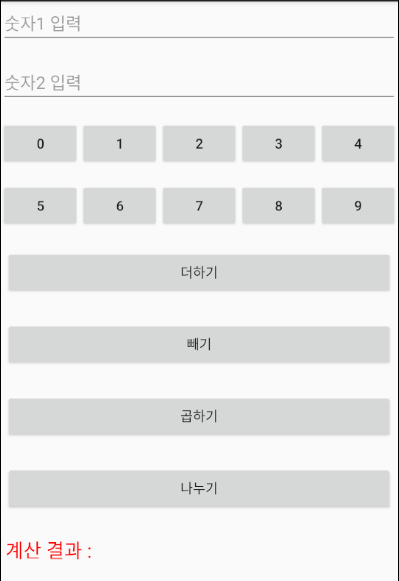 숫자1 입력
숫자2 입력
0 1 2 3 4
5 6 7 8 9
더하기
빼기
곱하기
나누기
계산 결과 :